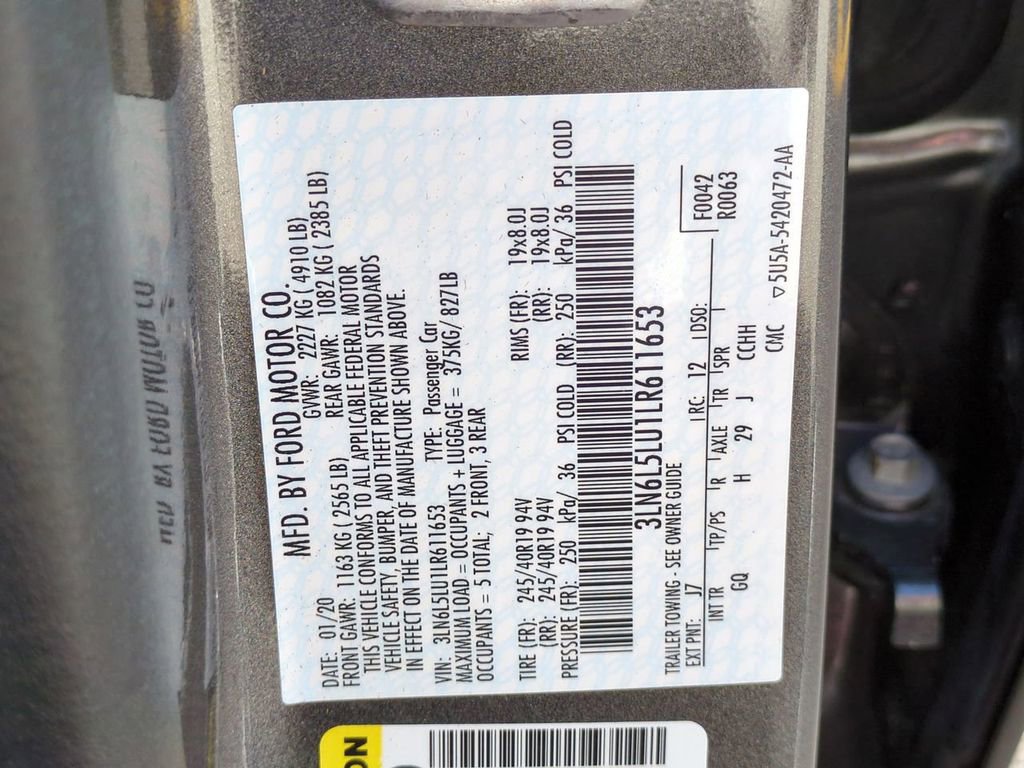 MFD. BY FORD MOTOR CO.
DATE: 01/20 GVWR: 2227 KG ( 4910 LB)
FRONT GAWR: 1163 KG ( 2565 LB) REAR GAWR: 1082 KG ( 2385 LB)
THIS VEHICLE CONFORMS TO ALL APPLICABLE FEDERAL MOTOR
VEHICLE SAFETY, BUMPER, AND THEFT PREVENTION STANDARDS
IN EFFECT ON THE DATE OF MANUFACTURE SHOWN ABOVE.
VIN: 3LN6L5LU1LR611653 TYPE: Passenger Car
MAXIMUM LOAD = OCCUPANTS + LUGGAGE = 375KG/ 827LB
OCCUPANTS = 5 TOTAL; 2 FRONT, 3 REAR
TIRE (FR): 245/40R19 94V RIMS (FR): 19x8.0J
(RR): 245/40R19 94V (RR): 19x8.0J
PRESSURE (FR): 250 kPa/ 36 PSI COLD (RR): 250 kPa/ 36 PSI COLD
3LN6L5LU1LR611653
TRAILER TOWING - SEE OWNER GUIDE
F0042
R0063
EXT PNT: J7 RC: 12 DSO:
INT TR TP/PS R AXLE TR SPR
GQ H 29 J CCHH
CMC
▽5U5A-5420472-AA
ON